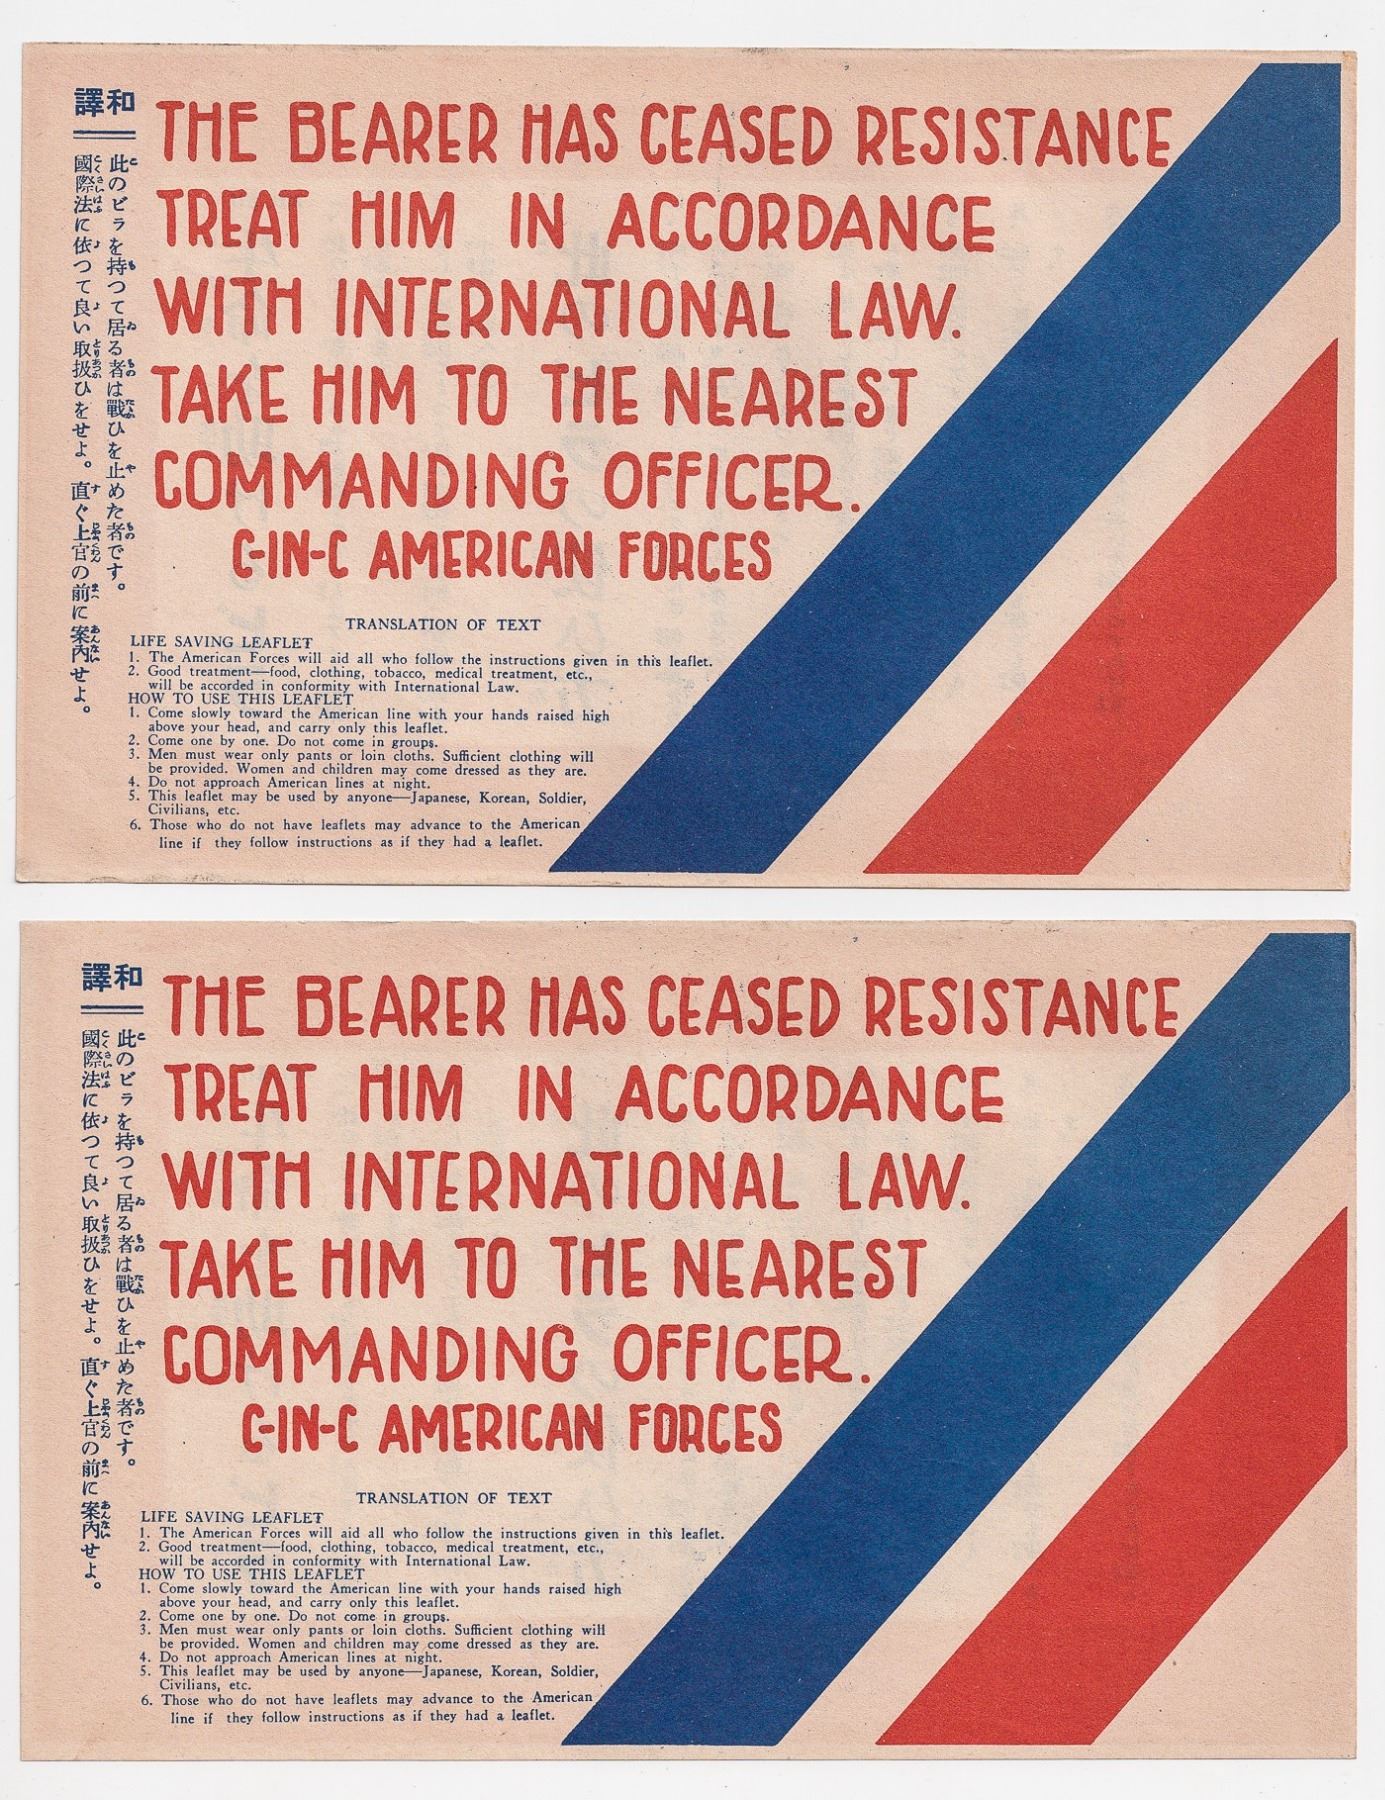 和譯
此のビラを持つて居る者は戰ひを止めた者です。
國際法に依つて良い取扱ひをせよ。直ぐ上官の前に案內せよ。
THE BEARER HAS CEASED RESISTANCE
TREAT HIM IN ACCORDANCE
WITH INTERNATIONAL LAW.
TAKE HIM TO THE NEAREST
COMMANDING OFFICER.
C-IN-C AMERICAN FORCES
TRANSLATION OF TEXT
LIFE SAVING LEAFLET
1. The American Forces will aid all who follow the instructions given in this leaflet.
2. Good treatment—food, clothing, tobacco, medical treatment, etc.,
will be accorded in conformity with International Law.
HOW TO USE THIS LEAFLET
1. Come slowly toward the American line with your hands raised high
above your head, and carry only this leaflet.
2. Come one by one. Do not come in groups.
3. Men must wear only pants or loin cloths. Sufficient clothing will
be provided. Women and children may come dressed as they are.
4. Do not approach American lines at night.
5. This leaflet may be used by anyone—Japanese, Korean, Soldier,
Civilians, etc.
6. Those who do not have leaflets may advance to the American
line if they follow instructions as if they had a leaflet.
和譯
此のビラを持つて居る者は戰ひを止めた者です。
國際法に依つて良い取扱ひをせよ。直ぐ上官の前に案內せよ。
THE BEARER HAS CEASED RESISTANCE
TREAT HIM IN ACCORDANCE
WITH INTERNATIONAL LAW.
TAKE HIM TO THE NEAREST
COMMANDING OFFICER.
C-IN-C AMERICAN FORCES
TRANSLATION OF TEXT
LIFE SAVING LEAFLET
1. The American Forces will aid all who follow the instructions given in this leaflet.
2. Good treatment—food, clothing, tobacco, medical treatment, etc.,
will be accorded in conformity with International Law.
HOW TO USE THIS LEAFLET
1. Come slowly toward the American line with your hands raised high
above your head, and carry only this leaflet.
2. Come one by one. Do not come in groups.
3. Men must wear only pants or loin cloths. Sufficient clothing will
be provided. Women and children may come dressed as they are.
4. Do not approach American lines at night.
5. This leaflet may be used by anyone—Japanese, Korean, Soldier,
Civilians, etc.
6. Those who do not have leaflets may advance to the American
line if they follow instructions as if they had a leaflet.